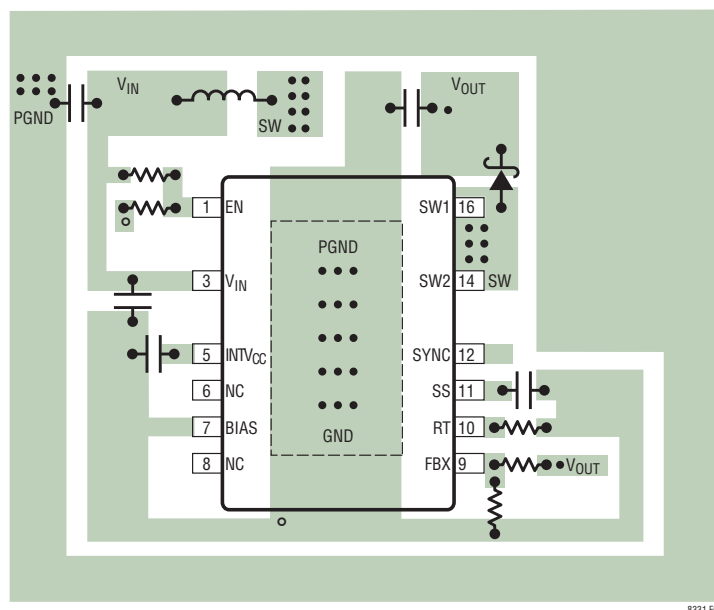 VIN
VOUT
PGND
SW
1 EN
SW1 16
PGND
3 VIN
SW2 14 SW
5 INTVCC
SYNC 12
6 NC
SS 11
7 BIAS
RT 10
GND
8 NC
FBX 9
VOUT